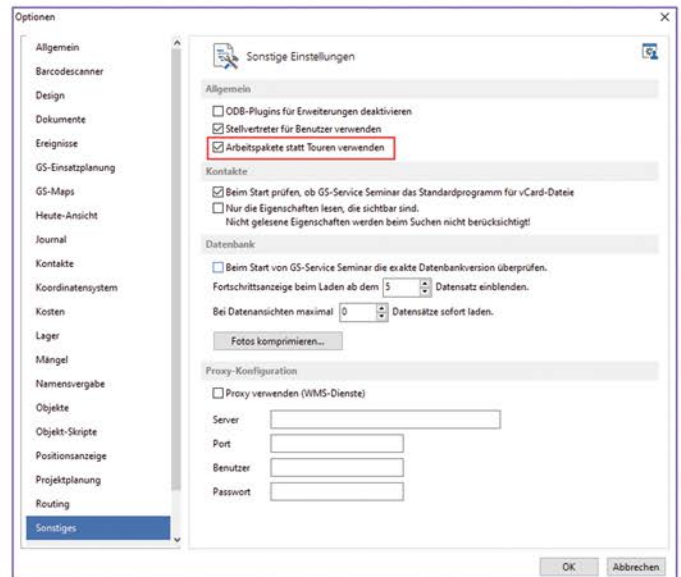 Optionen
Allgemein
Barcodescanner
Design
Dokumente
Ereignisse
GS-Einsatzplanung
GS-Maps
Heute-Ansicht
Journal
Kontakte
Koordinatensystem
Kosten
Lager
Mängel
Namensvergabe
Objekte
Objekt-Skripte
Positionsanzeige
Projektplanung
Routing
Sonstiges
Sonstige Einstellungen
Allgemein
ODB-Plugins für Erweiterungen deaktivieren
Stellvertreter für Benutzer verwenden
Arbeitspakete statt Touren verwenden
Kontakte
Beim Start prüfen, ob GS-Service Seminar das Standardprogramm für vCard-Dateie
Nur die Eigenschaften lesen, die sichtbar sind.
Nicht gelesene Eigenschaften werden beim Suchen nicht berücksichtigt!
Datenbank
Beim Start von GS-Service Seminar die exakte Datenbankversion überprüfen.
Fortschrittsanzeige beim Laden ab dem 5 Datensatz einblenden.
Bei Datenansichten maximal 0 Datensätze sofort laden.
Fotos komprimieren...
Proxy-Konfiguration
Proxy verwenden (WMS-Dienste)
Server
Port
Benutzer
Passwort
OK Abbrechen